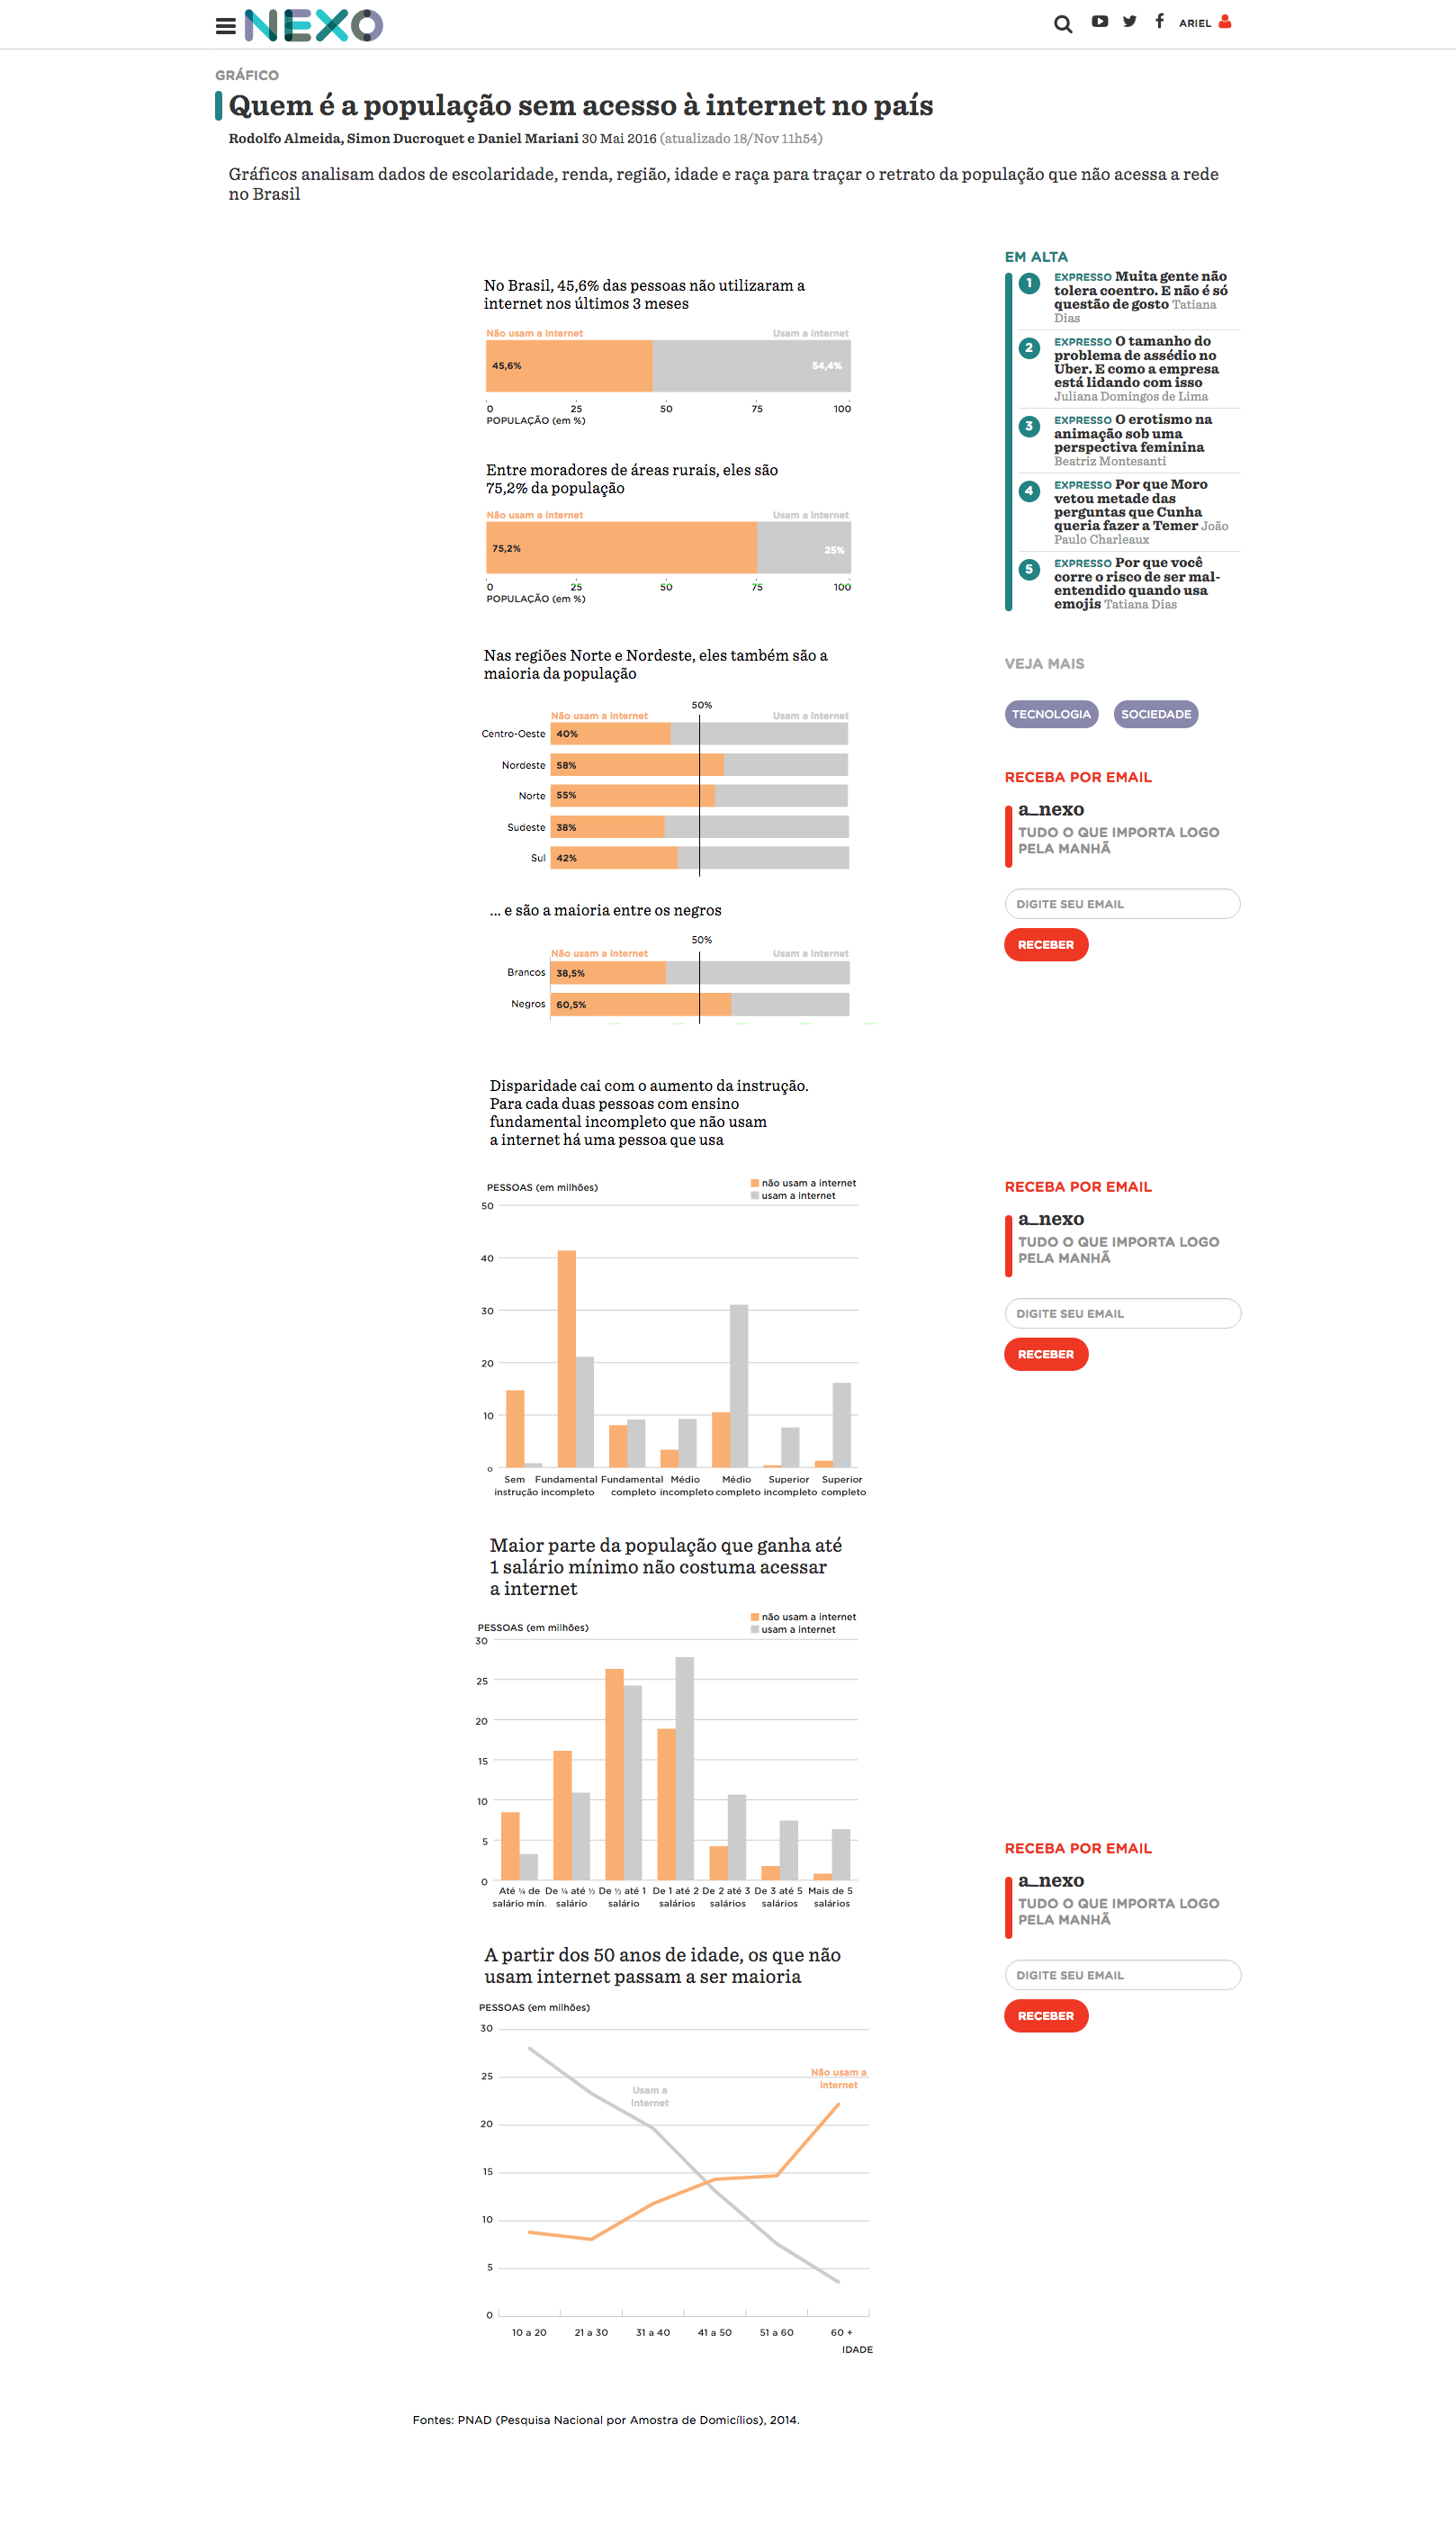 NEXO
ARIEL
GRÁFICO
Quem é a população sem acesso à internet no país
Rodolfo Almeida, Simon Ducroquet e Daniel Mariani 30 Mai 2016 (atualizado 18/Nov 11h54)
Gráficos analisam dados de escolaridade, renda, região, idade e raça para traçar o retrato da população que não acessa a rede
no Brasil
No Brasil, 45,6% das pessoas não utilizaram a
internet nos últimos 3 meses
Não usam a internet Usam a internet
45,6% 54,4%
0 25 50 75 100
POPULAÇÃO (em %)
Entre moradores de áreas rurais, eles são
75,2% da população
Não usam a internet Usam a internet
75,2% 25%
0 25 50 75 100
POPULAÇÃO (em %)
Nas regiões Norte e Nordeste, eles também são a
maioria da população
50%
Não usam a internet Usam a internet
Centro-Oeste 40%
Nordeste 58%
Norte 55%
Sudeste 38%
Sul 42%
... e são a maioria entre os negros
50%
Não usam a internet Usam a internet
Brancos 38,5%
Negros 60,5%
Disparidade cai com o aumento da instrução.
Para cada duas pessoas com ensino
fundamental incompleto que não usam
a internet há uma pessoa que usa
PESSOAS (em milhões)
não usam a internet
usam a internet
50
40
30
20
10
0
Sem Fundamental Fundamental Médio Médio Superior Superior
instrução incompleto completo incompleto completo incompleto completo
Maior parte da população que ganha até
1 salário mínimo não costuma acessar
a internet
PESSOAS (em milhões)
não usam a internet
usam a internet
30
25
20
15
10
5
0
Até ¼ de De ¼ até ½ De ½ até 1 De 1 até 2 De 2 até 3 De 3 até 5 Mais de 5
salário mín. salário salário salários salários salários salários
A partir dos 50 anos de idade, os que não
usam internet passam a ser maioria
PESSOAS (em milhões)
30
25
20
15
10
5
0
Usam a
internet
Não usam a
internet
10 a 20 21 a 30 31 a 40 41 a 50 51 a 60 60 +
IDADE
Fontes: PNAD (Pesquisa Nacional por Amostra de Domicílios), 2014.
EM ALTA
1 EXPRESSO Muita gente não
tolera coentro. E não é só
questão de gosto Tatiana
Dias
2 EXPRESSO O tamanho do
problema de assédio no
Uber. E como a empresa
está lidando com isso
Juliana Domingos de Lima
3 EXPRESSO O erotismo na
animação sob uma
perspectiva feminina
Beatriz Montesanti
4 EXPRESSO Por que Moro
vetou metade das
perguntas que Cunha
queria fazer a Temer João
Paulo Charleaux
5 EXPRESSO Por que você
corre o risco de ser mal-
entendido quando usa
emojis Tatiana Dias
VEJA MAIS
TECNOLOGIA SOCIEDADE
RECEBA POR EMAIL
a_nexo
TUDO O QUE IMPORTA LOGO
PELA MANHÃ
DIGITE SEU EMAIL
RECEBER
RECEBA POR EMAIL
a_nexo
TUDO O QUE IMPORTA LOGO
PELA MANHÃ
DIGITE SEU EMAIL
RECEBER
RECEBA POR EMAIL
a_nexo
TUDO O QUE IMPORTA LOGO
PELA MANHÃ
DIGITE SEU EMAIL
RECEBER